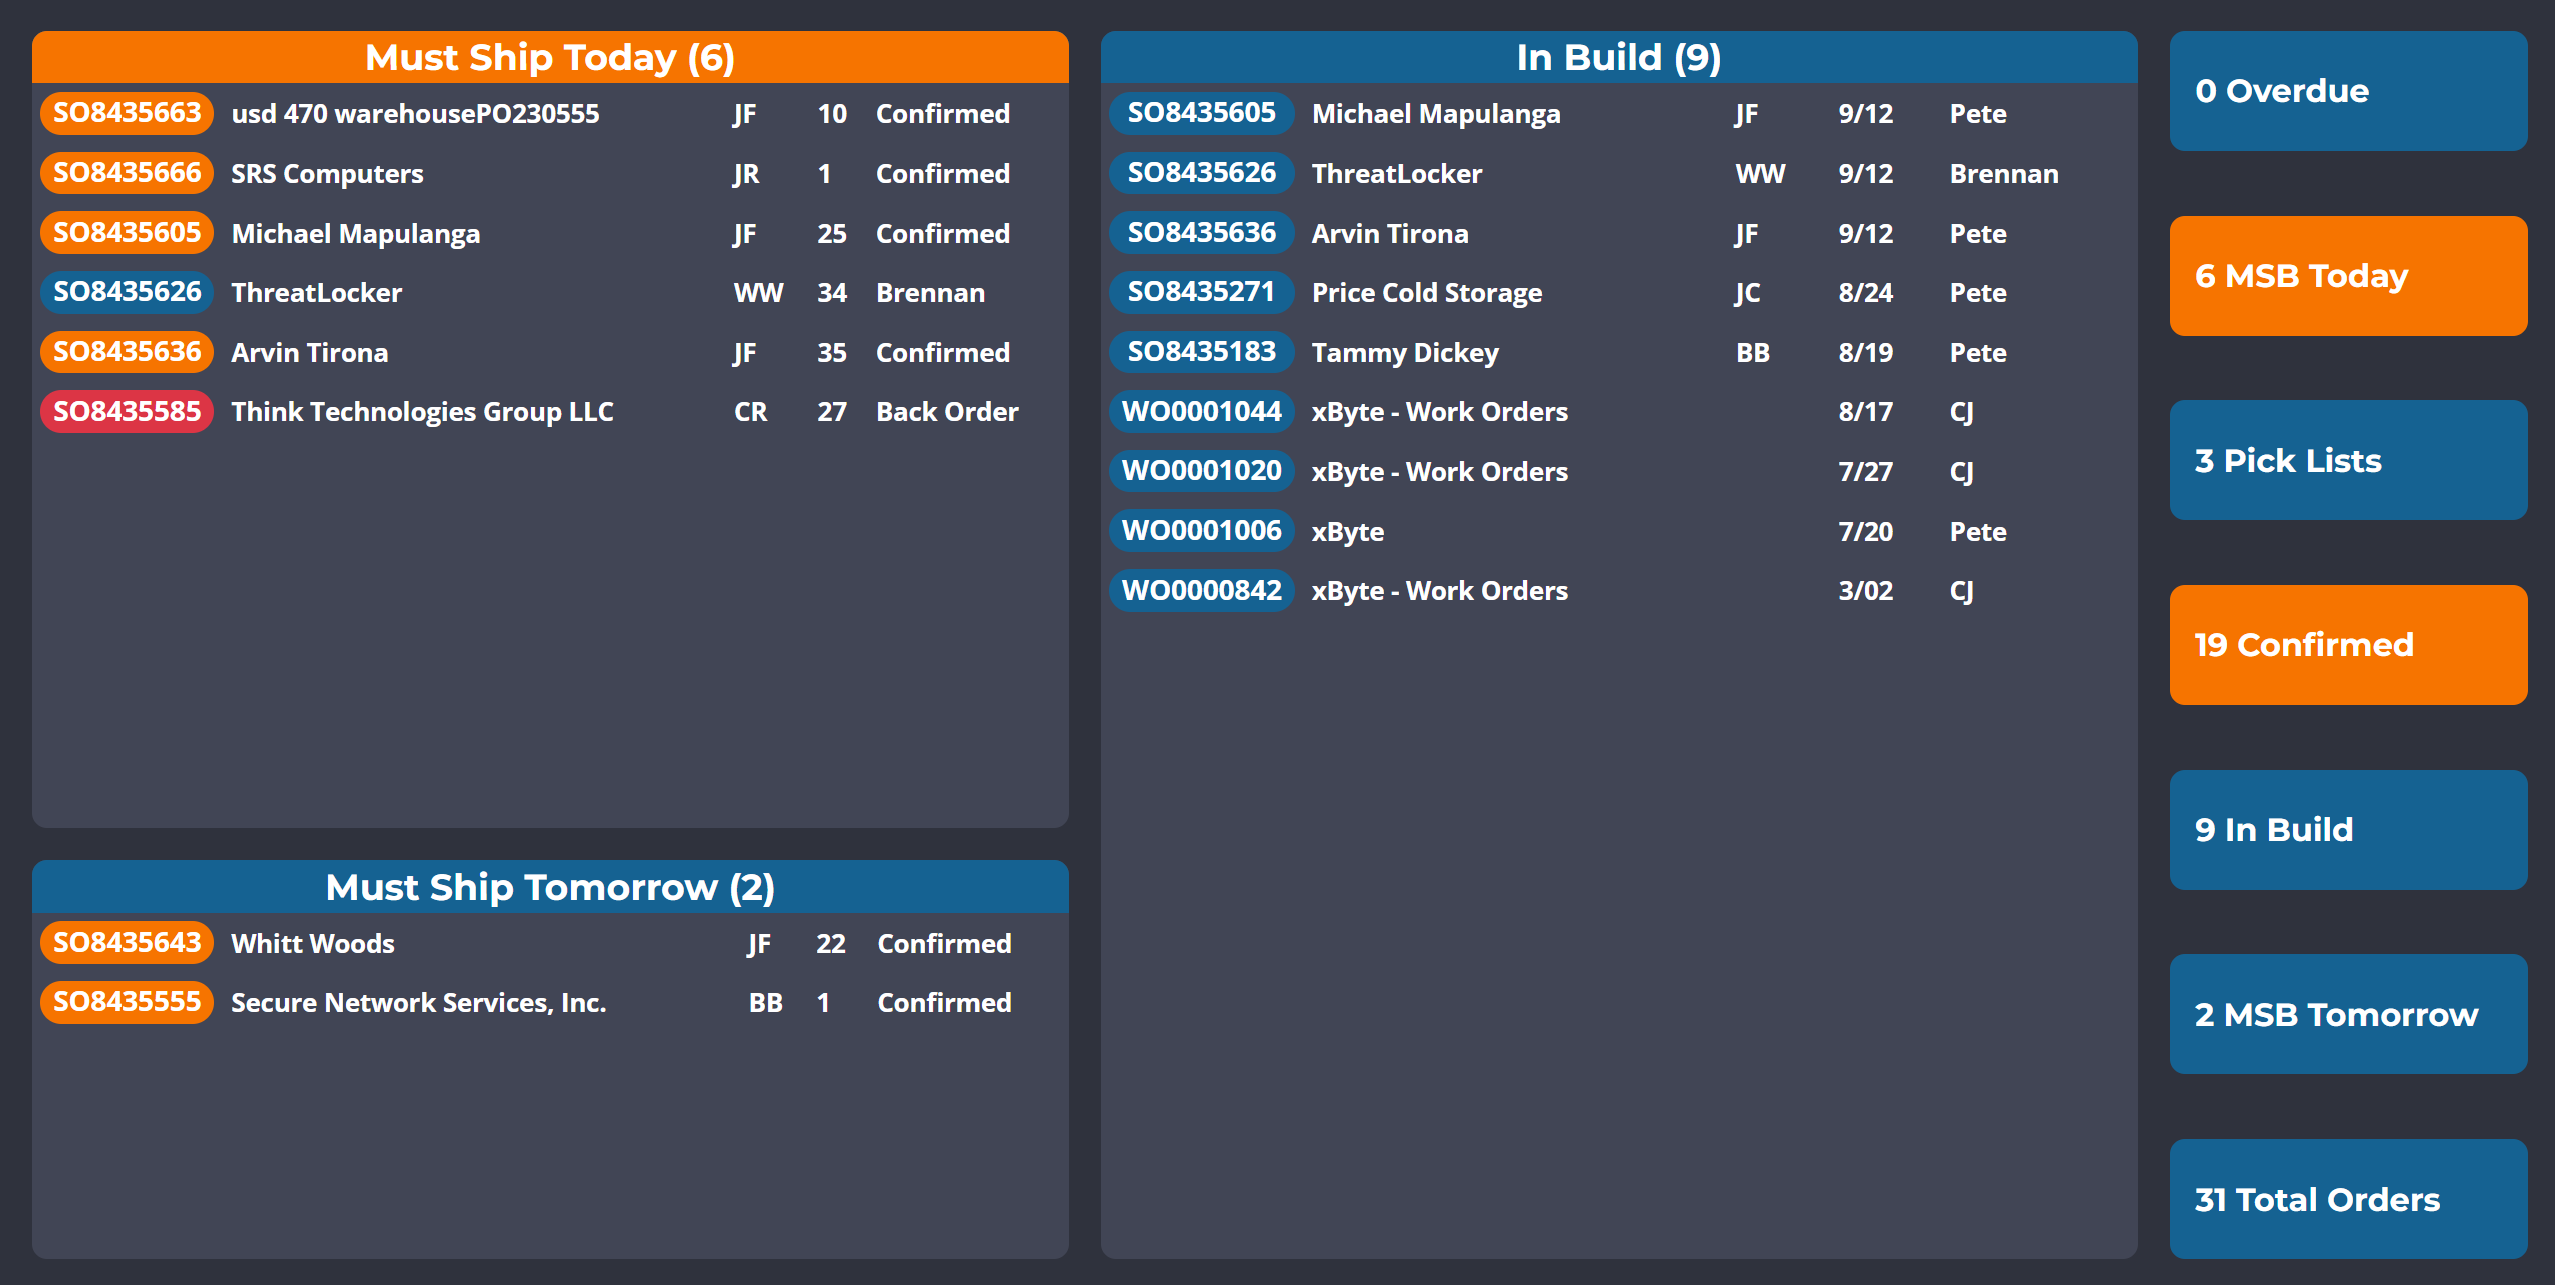 Must Ship Today (6)
SO8435663 usd 470 warehousePO230555 JF 10 Confirmed
SO8435666 SRS Computers JR 1 Confirmed
SO8435605 Michael Mapulanga JF 25 Confirmed
SO8435626 ThreatLocker WW 34 Brennan
SO8435636 Arvin Tirona JF 35 Confirmed
SO8435585 Think Technologies Group LLC CR 27 Back Order
Must Ship Tomorrow (2)
SO8435643 Whitt Woods JF 22 Confirmed
SO8435555 Secure Network Services, Inc. BB 1 Confirmed
In Build (9)
SO8435605 Michael Mapulanga JF 9/12 Pete
SO8435626 ThreatLocker WW 9/12 Brennan
SO8435636 Arvin Tirona JF 9/12 Pete
SO8435271 Price Cold Storage JC 8/24 Pete
SO8435183 Tammy Dickey BB 8/19 Pete
WO0001044 xByte - Work Orders 8/17 CJ
WO0001020 xByte - Work Orders 7/27 CJ
WO0001006 xByte 7/20 Pete
WO0000842 xByte - Work Orders 3/02 CJ
0 Overdue
6 MSB Today
3 Pick Lists
19 Confirmed
9 In Build
2 MSB Tomorrow
31 Total Orders